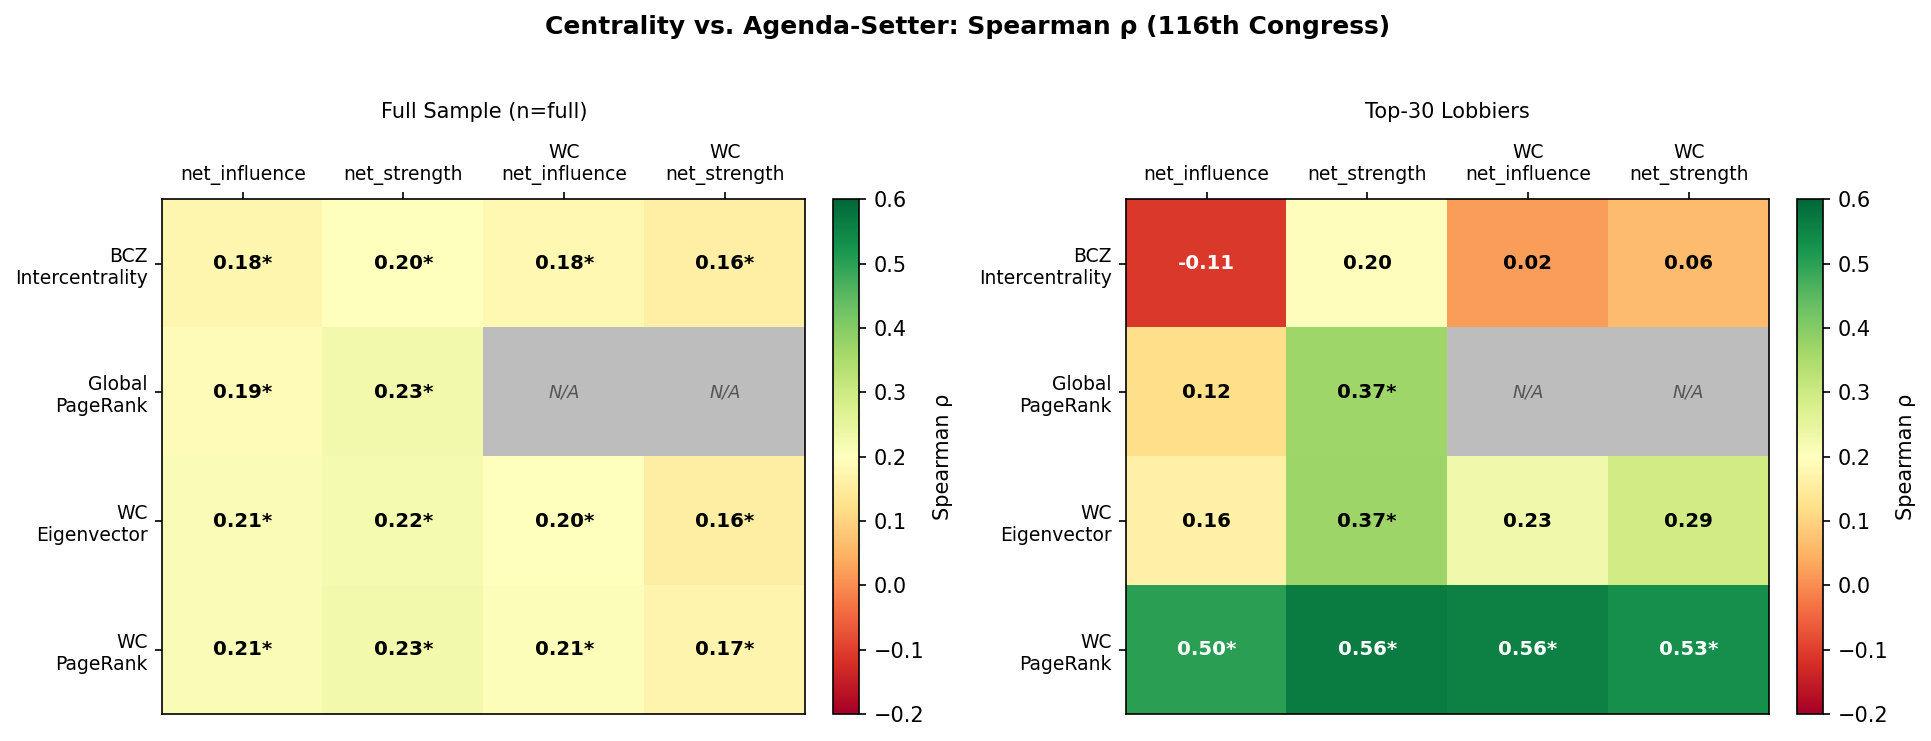 Centrality vs. Agenda-Setter: Spearman ρ (116th Congress)
Full Sample (n=full)
net_influence
net_strength
WC
net_influence
WC
net_strength
BCZ
Intercentrality
0.18* 0.20* 0.18* 0.16*
Global
PageRank
0.19* 0.23* N/A N/A
WC
Eigenvector
0.21* 0.22* 0.20* 0.16*
WC
PageRank
0.21* 0.23* 0.21* 0.17*
0.6
0.5
0.4
0.3
0.2
0.1
0.0
−0.1
−0.2
Spearman ρ
Top-30 Lobbiers
net_influence
net_strength
WC
net_influence
WC
net_strength
BCZ
Intercentrality
-0.11 0.20 0.02 0.06
Global
PageRank
0.12 0.37* N/A N/A
WC
Eigenvector
0.16 0.37* 0.23 0.29
WC
PageRank
0.50* 0.56* 0.56* 0.53*
0.6
0.5
0.4
0.3
0.2
0.1
0.0
−0.1
−0.2
Spearman ρ